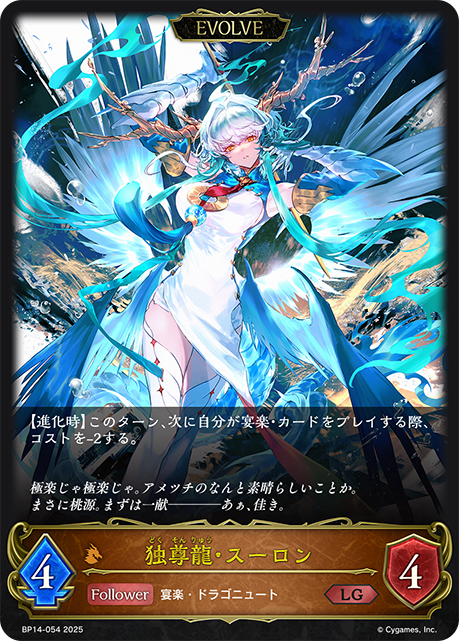 EVOLVE
【進化時】このターン、次に自分が宴楽・カードをプレイする際、
コストを-2する。
極楽じゃ極楽じゃ。アメツチのなんと素晴らしいことか。
まさに桃源。まずは一献――――あぁ、佳き。
どく そん りゅう
独尊龍・スーロン
4
Follower 宴楽・ドラゴニュート
LG
4
BP14-054 2025
© Cygames, Inc.